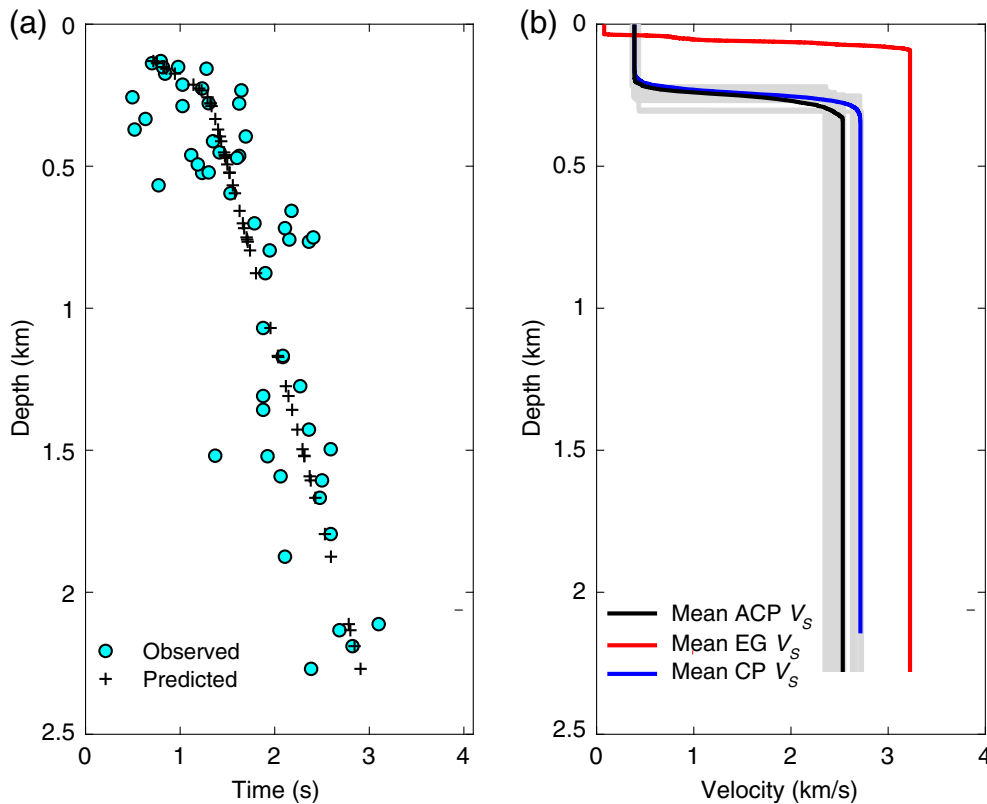 (a)
0
0.5
1
1.5
2
2.5
Depth (km)
Observed
Predicted
0 1 2 3 4
Time (s)
(b)
0
0.5
1
1.5
2
2.5
Depth (km)
Mean ACP V_S
Mean EG V_S
Mean CP V_S
0 1 2 3 4
Velocity (km/s)